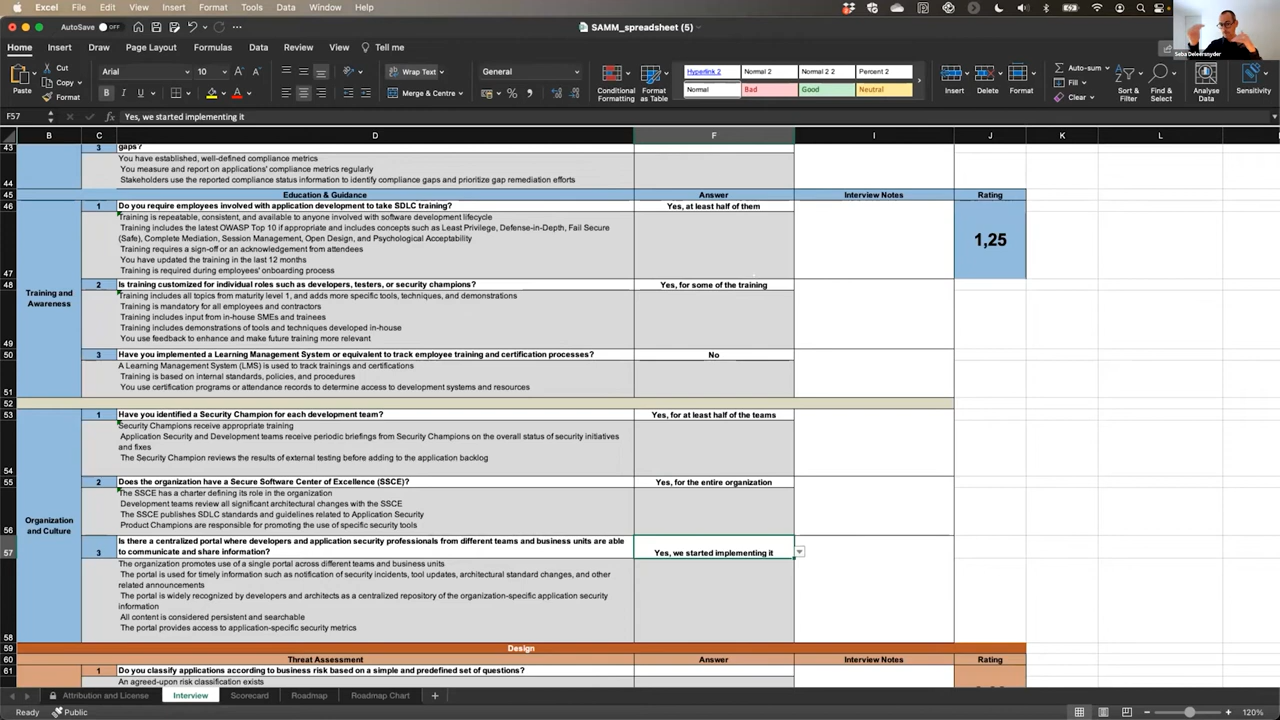 Excel File Edit View Insert Format Tools Data Window Help
AutoSave OFF SAMM_spreadsheet (5)
Seba Deleersnyder
Home Insert Draw Page Layout Formulas Data Review View Tell me
Paste Cut Copy Format
Arial 10 Wrap Text General
Merge & Centre
Conditional Formatting Format as Table
Hyperlink 2 Normal 2 Normal 2 2 Percent 2
Normal Bad Good Neutral
Insert Delete Format
Auto-sum Fill Clear
Sort & Filter Find & Select Analyse Data Sensitivity
F57 fx Yes, we started implementing it
B C D F I J K L
43 3 gaps?
44
You have established, well-defined compliance metrics
You measure and report on applications' compliance metrics regularly
Stakeholders use the reported compliance status information to identify compliance gaps and prioritize gap remediation efforts
45 Education & Guidance Answer Interview Notes Rating
46 1 Do you require employees involved with application development to take SDLC training? Yes, at least half of them
Training is repeatable, consistent, and available to anyone involved with software development lifecycle
Training includes the latest OWASP Top 10 if appropriate and includes concepts such as Least Privilege, Defense-in-Depth, Fail Secure
(Safe), Complete Mediation, Session Management, Open Design, and Psychological Acceptability
1,25
Training requires a sign-off or an acknowledgement from attendees
You have updated the training in the last 12 months
47 Training is required during employees' onboarding process
48 2 Is training customized for individual roles such as developers, testers, or security champions? Yes, for some of the training
Training and Awareness
Training includes all topics from maturity level 1, and adds more specific tools, techniques, and demonstrations
Training is mandatory for all employees and contractors
Training includes input from in-house SMEs and trainees
Training includes demonstrations of tools and techniques developed in-house
49 You use feedback to enhance and make future training more relevant
50 3 Have you implemented a Learning Management System or equivalent to track employee training and certification processes? No
A Learning Management System (LMS) is used to track trainings and certifications
Training is based on internal standards, policies, and procedures
51 You use certification programs or attendance records to determine access to development systems and resources
52
53 1 Have you identified a Security Champion for each development team? Yes, for at least half of the teams
Security Champions receive appropriate training
Application Security and Development teams receive periodic briefings from Security Champions on the overall status of security initiatives
and fixes
The Security Champion reviews the results of external testing before adding to the application backlog
54
55 2 Does the organization have a Secure Software Center of Excellence (SSCE)? Yes, for the entire organization
The SSCE has a charter defining its role in the organization
Development teams review all significant architectural changes with the SSCE
The SSCE publishes SDLC standards and guidelines related to Application Security
Organization and Culture
56 Product Champions are responsible for promoting the use of specific security tools
Is there a centralized portal where developers and application security professionals from different teams and business units are able
57 3 to communicate and share information? Yes, we started implementing it
The organization promotes use of a single portal across different teams and business units
The portal is used for timely information such as notification of security incidents, tool updates, architectural standard changes, and other
related announcements
The portal is widely recognized by developers and architects as a centralized repository of the organization-specific application security
information
All content is considered persistent and searchable
58 The portal provides access to application-specific security metrics
59 Design
60 Threat Assessment Answer Interview Notes Rating
61 1 Do you classify applications according to business risk based on a simple and predefined set of questions?
An agreed-upon risk classification exists
Attribution and License Interview Scorecard Roadmap Roadmap Chart +
Ready Public 120%